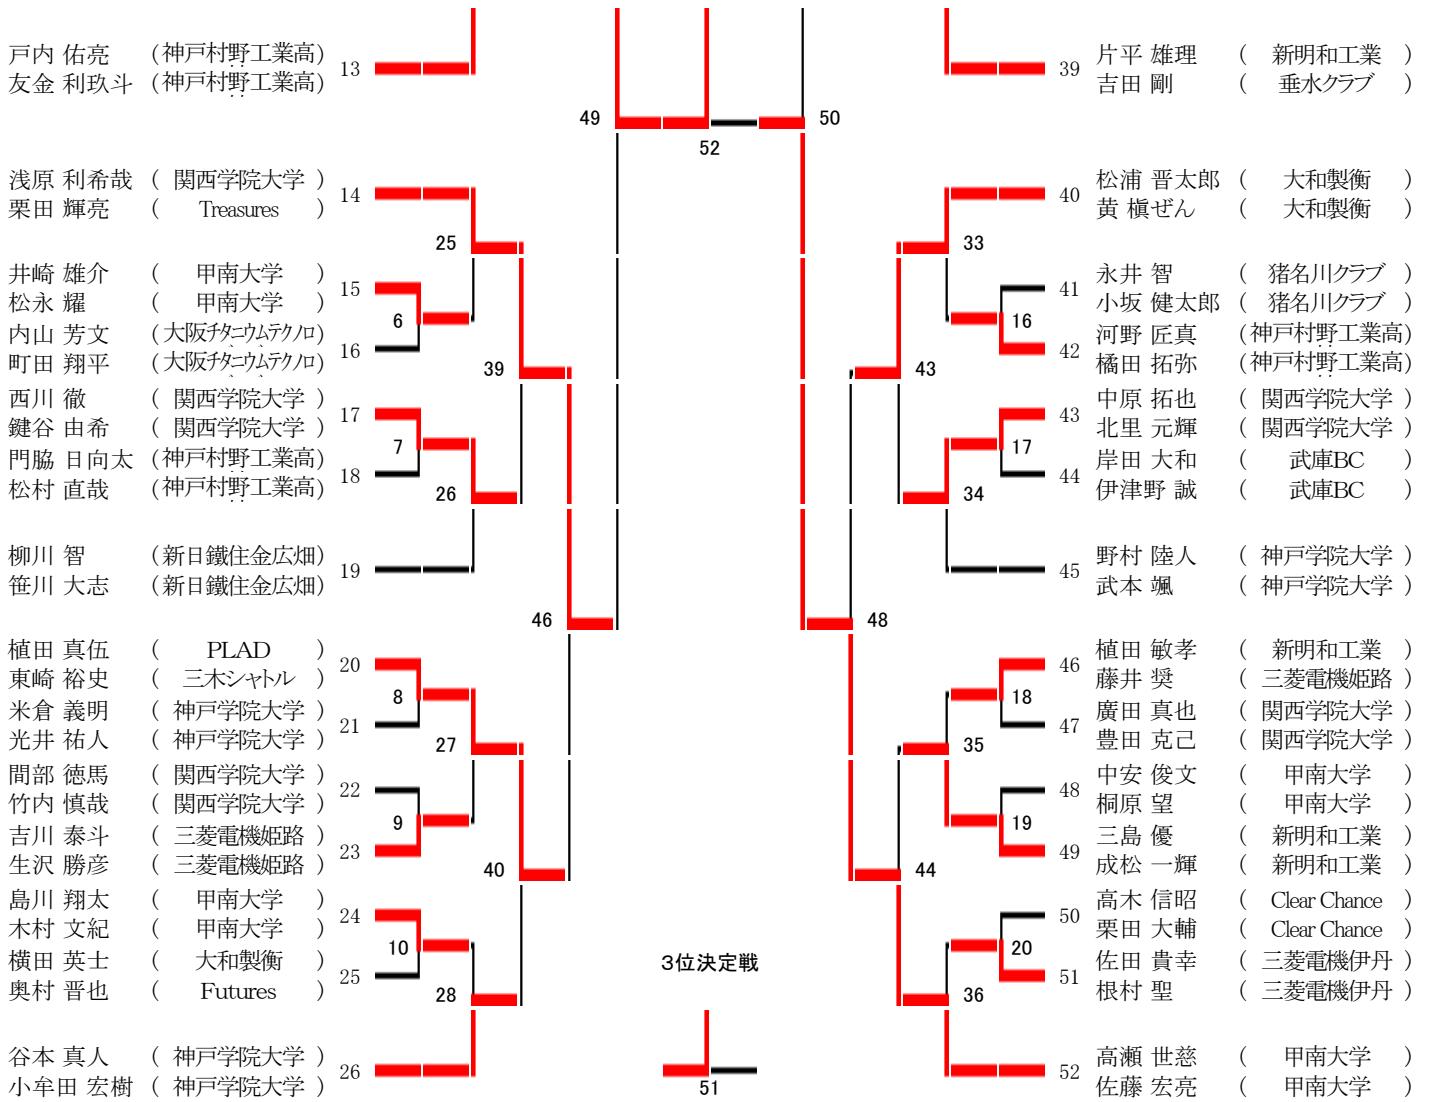 戸内 佑亮 (神戸村野工業高)
友金 利玖斗 (神戸村野工業高)
13
浅原 利希哉 ( 関西学院大学 )
栗田 輝亮 ( Treasures )
14
25
井崎 雄介 ( 甲南大学 )
松永 耀 ( 甲南大学 )
15
6
内山 芳文 (大阪チタニウムテクノロ)
町田 翔平 (大阪チタニウムテクノロ)
16
39
西川 徹 ( 関西学院大学 )
鍵谷 由希 ( 関西学院大学 )
17
7
門脇 日向太 (神戸村野工業高)
松村 直哉 (神戸村野工業高)
18
26
柳川 智 (新日鐵住金広畑)
笹川 大志 (新日鐵住金広畑)
19
46
植田 真伍 ( PLAD )
東崎 裕史 ( 三木シャトル )
20
8
米倉 義明 ( 神戸学院大学 )
光井 祐人 ( 神戸学院大学 )
21
27
間部 徳馬 ( 関西学院大学 )
竹内 慎哉 ( 関西学院大学 )
22
9
吉川 泰斗 ( 三菱電機姫路 )
生沢 勝彦 ( 三菱電機姫路 )
23
40
島川 翔太 ( 甲南大学 )
木村 文紀 ( 甲南大学 )
24
10
横田 英士 ( 大和製衡 )
奥村 晋也 ( Futures )
25
28
谷本 真人 ( 神戸学院大学 )
小牟田 宏樹 ( 神戸学院大学 )
26
49
52
50
3位決定戦
51
39
片平 雄理 ( 新明和工業 )
吉田 剛 ( 垂水クラブ )
40
松浦 晋太郎 ( 大和製衡 )
黄 槇ぜん ( 大和製衡 )
33
41
永井 智 ( 猪名川クラブ )
小坂 健太郎 ( 猪名川クラブ )
16
42
河野 匠真 (神戸村野工業高)
橘田 拓弥 (神戸村野工業高)
43
43
中原 拓也 ( 関西学院大学 )
北里 元輝 ( 関西学院大学 )
17
44
岸田 大和 ( 武庫BC )
伊津野 誠 ( 武庫BC )
34
45
野村 陸人 ( 神戸学院大学 )
武本 颯 ( 神戸学院大学 )
48
46
植田 敏孝 ( 新明和工業 )
藤井 奨 ( 三菱電機姫路 )
18
47
廣田 真也 ( 関西学院大学 )
豊田 克己 ( 関西学院大学 )
35
48
中安 俊文 ( 甲南大学 )
桐原 望 ( 甲南大学 )
19
49
三島 優 ( 新明和工業 )
成松 一輝 ( 新明和工業 )
44
50
高木 信昭 ( Clear Chance )
栗田 大輔 ( Clear Chance )
20
51
佐田 貴幸 ( 三菱電機伊丹 )
根村 聖 ( 三菱電機伊丹 )
36
52
高瀬 世慈 ( 甲南大学 )
佐藤 宏亮 ( 甲南大学 )